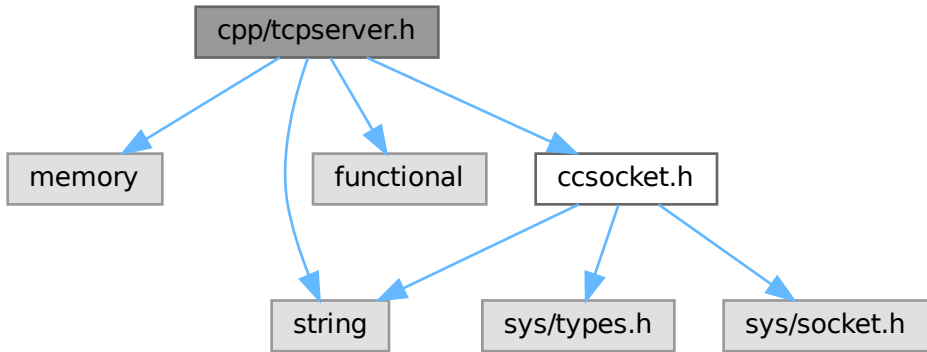 cpp/tcpserver.h
memory
functional
ccsocket.h
string
sys/types.h
sys/socket.h